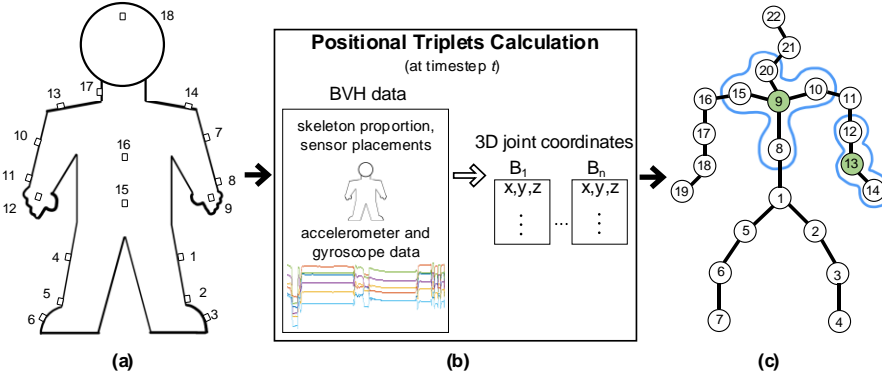 18
17
13
14
10
7
16
11
8
15
12
9
4
1
5
2
6
3
(a)
Positional Triplets Calculation
(at timestep t)
BVH data
skeleton proportion,
sensor placements
accelerometer and
gyroscope data
3D joint coordinates
B1 Bn
x,y,z x,y,z
⋮ ... ⋮
(b)
22
21
20
9
15
10
16
11
17
12
8
18
13
19
14
1
5
2
6
3
7
4
(c)